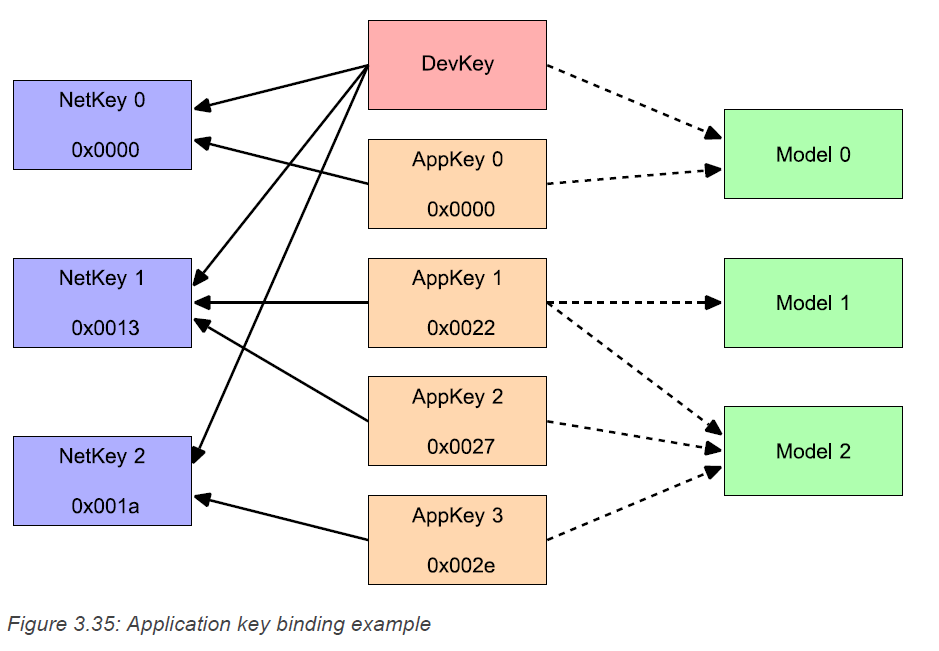 DevKey
NetKey 0
0x0000
AppKey 0
0x0000
Model 0
NetKey 1
0x0013
AppKey 1
0x0022
Model 1
AppKey 2
0x0027
Model 2
NetKey 2
0x001a
AppKey 3
0x002e
Figure 3.35: Application key binding example